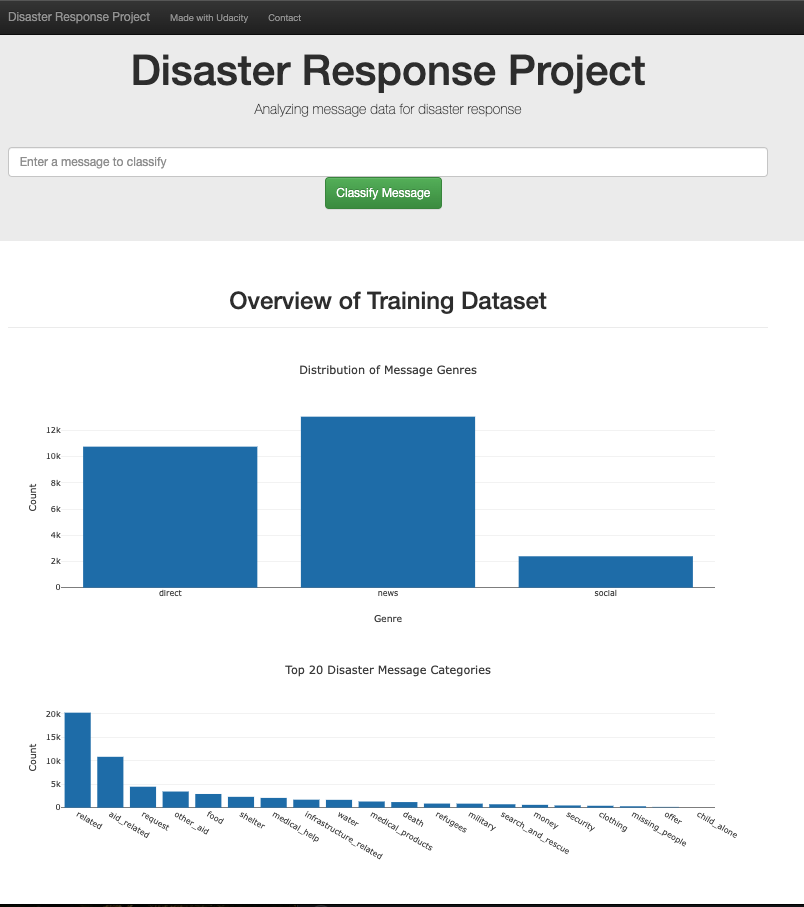 Disaster Response Project Made with Udacity Contact
Disaster Response Project
Analyzing message data for disaster response
Enter a message to classify
Classify Message
Overview of Training Dataset
Distribution of Message Genres
12k
10k
8k
6k
4k
2k
0
Count
direct news social
Genre
Top 20 Disaster Message Categories
20k
15k
10k
5k
0
Count
related
aid_related
request
other_aid
food
shelter
medical_help
infrastructure_related
water
medical_products
death
refugees
military
search_and_rescue
money
security
clothing
missing_people
offer
child_alone